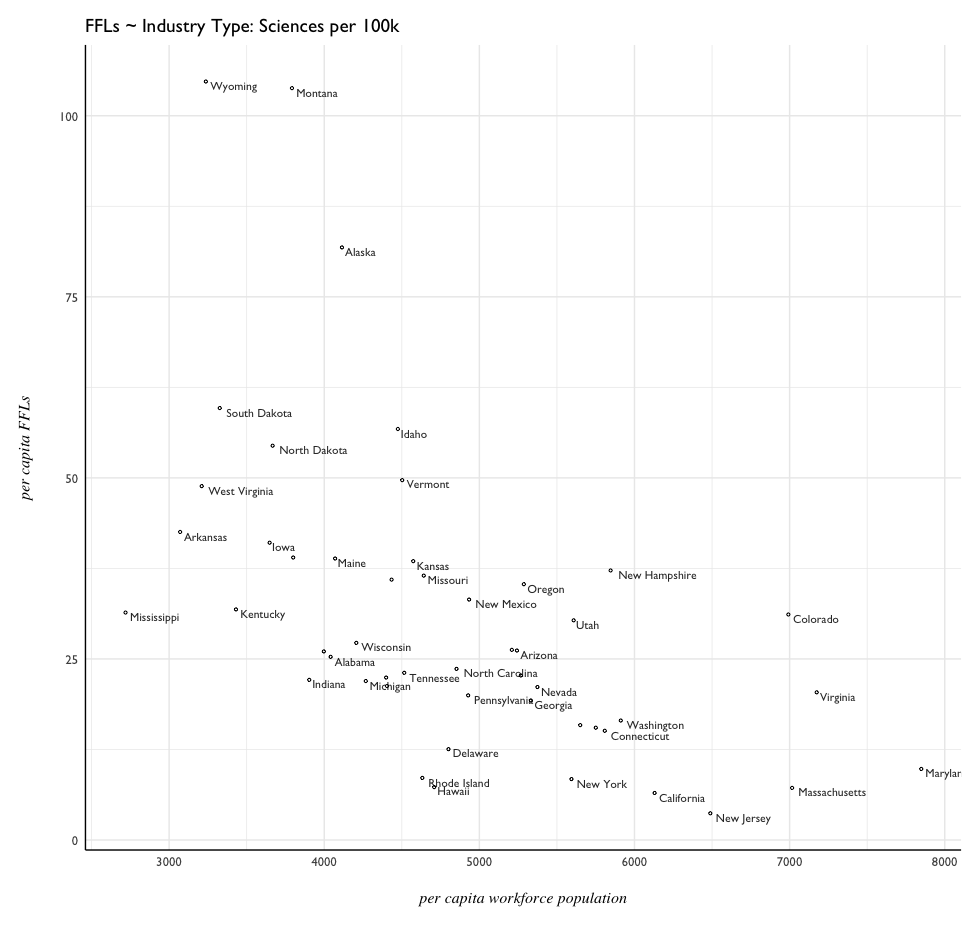 FFLs ~ Industry Type: Sciences per 100k
Wyoming
Montana
100
Alaska
75
per capita FFLs
South Dakota
Idaho
North Dakota
50
Vermont
West Virginia
Arkansas
Iowa
Maine
Kansas
New Hampshire
Missouri
Oregon
New Mexico
Kentucky
Mississippi
Colorado
Utah
Wisconsin
25
Arizona
Alabama
North Carolina
Tennessee
Indiana
Michigan
Nevada
Virginia
Pennsylvania
Georgia
Washington
Connecticut
Delaware
Marylan
Rhode Island
New York
Hawaii
Massachusetts
California
New Jersey
0
3000 4000 5000 6000 7000 8000
per capita workforce population